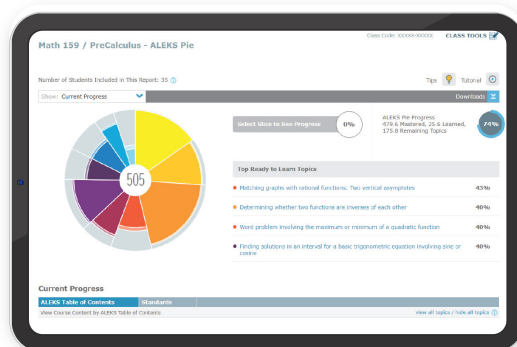 Class Code: XXXXX-XXXXX CLASS TOOLS
Math 159 / PreCalculus - ALEKS Pie
Number of Students Included in This Report: 35
Tips Tutorial
Show: Current Progress
Downloads
Select Slice to See Progress
0%
ALEKS Pie Progress
479.6 Mastered, 25.6 Learned,
175.8 Remaining Topics
74%
505
Top Ready to Learn Topics
Matching graphs with rational functions: Two vertical asymptotes 43%
Determining whether two functions are inverses of each other 40%
Word problem involving the maximum or minimum of a quadratic function 40%
Finding solutions in an interval for a basic trigonometric equation involving sine or
cosine
40%
Current Progress
ALEKS Table of Contents Standards
View Course Content by ALEKS Table of Contents
View all topics / hide all topics